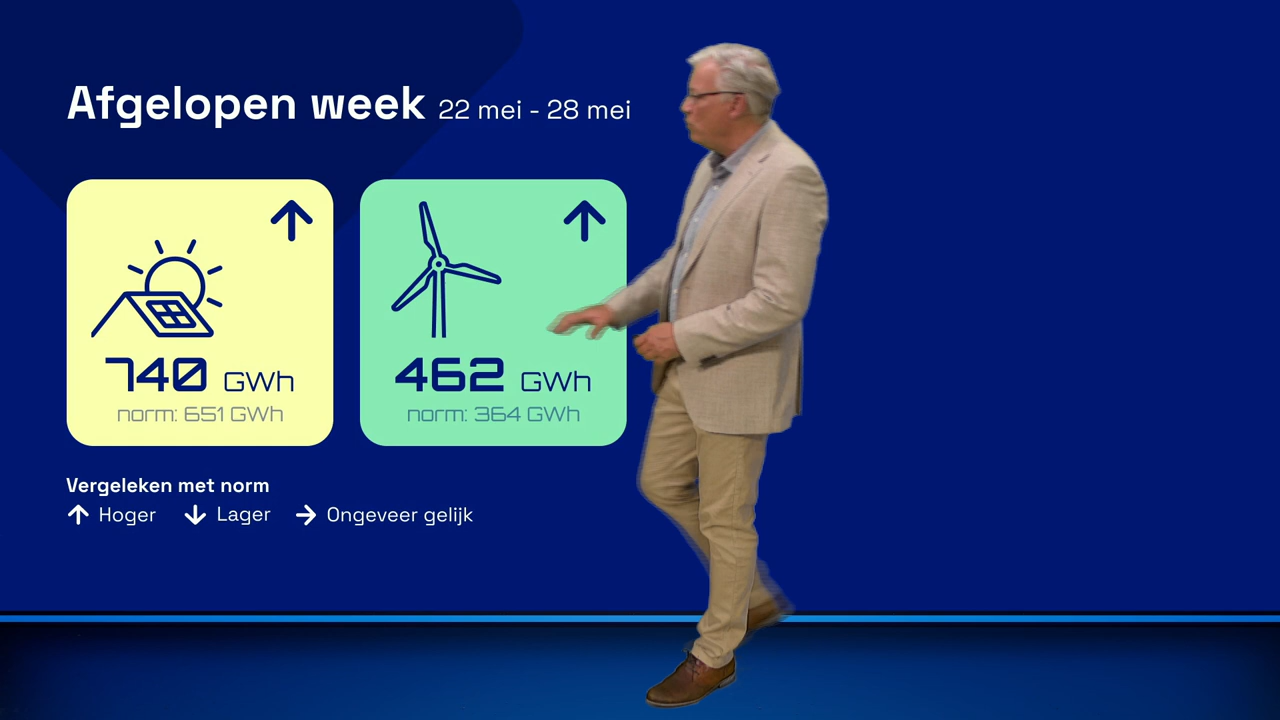 Afgelopen week 22 mei - 28 mei
740 GWh
norm: 651 GWh
462 GWh
norm: 364 GWh
Vergeleken met norm
Hoger Lager Ongeveer gelijk